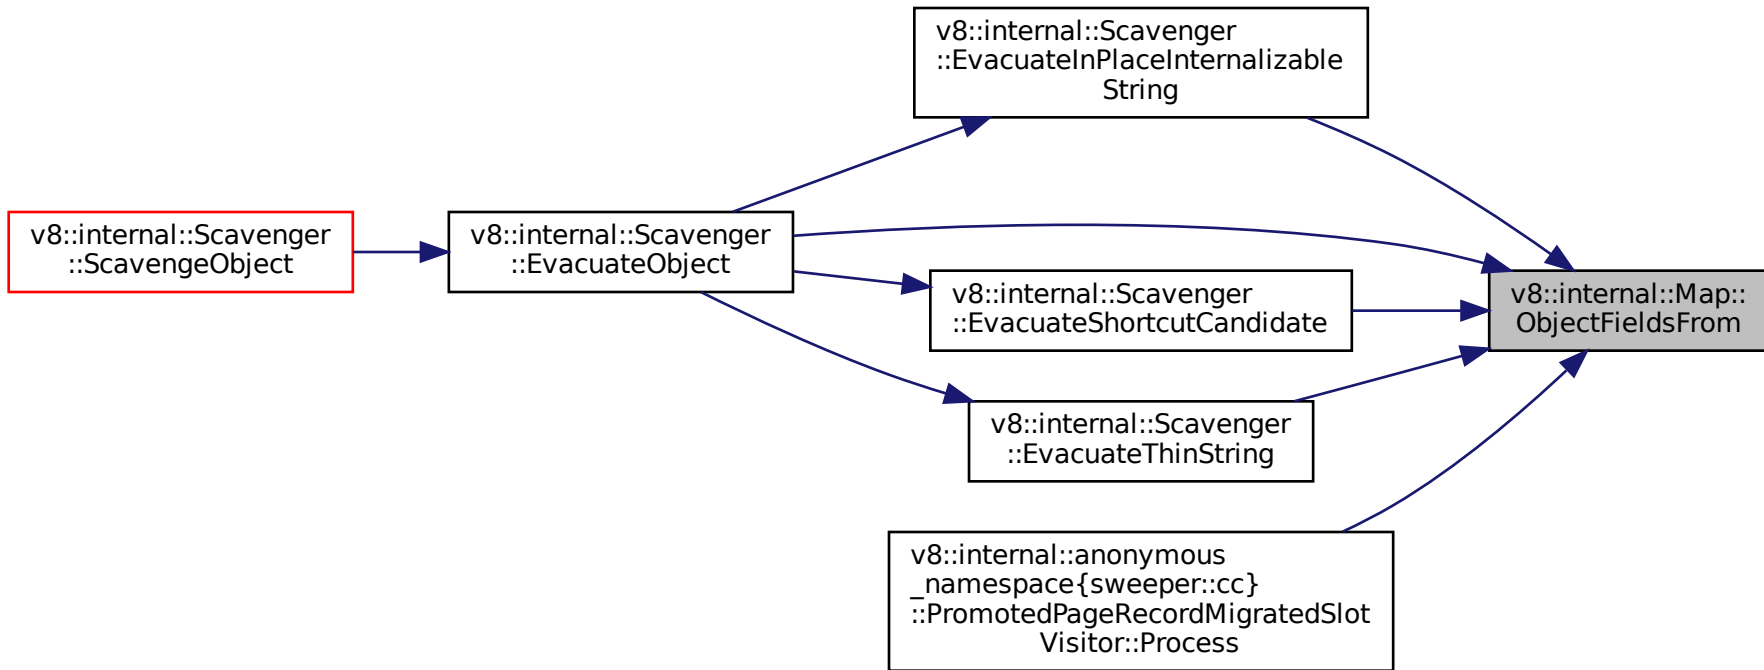 v8::internal::Scavenger
::EvacuateInPlaceInternalizable
String
v8::internal::Scavenger
::ScavengeObject
v8::internal::Scavenger
::EvacuateObject
v8::internal::Scavenger
::EvacuateShortcutCandidate
v8::internal::Map::
ObjectFieldsFrom
v8::internal::Scavenger
::EvacuateThinString
v8::internal::anonymous
_namespace{sweeper::cc}
::PromotedPageRecordMigratedSlot
Visitor::Process